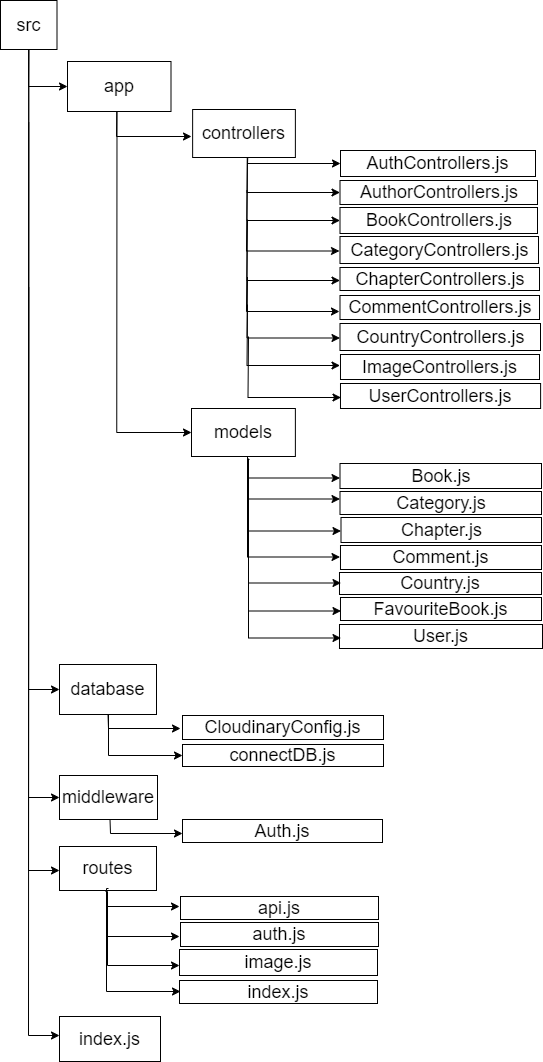 src
app
controllers
AuthControllers.js
AuthorControllers.js
BookControllers.js
CategoryControllers.js
ChapterControllers.js
CommentControllers.js
CountryControllers.js
ImageControllers.js
UserControllers.js
models
Book.js
Category.js
Chapter.js
Comment.js
Country.js
FavouriteBook.js
User.js
database
CloudinaryConfig.js
connectDB.js
middleware
Auth.js
routes
api.js
auth.js
image.js
index.js
index.js